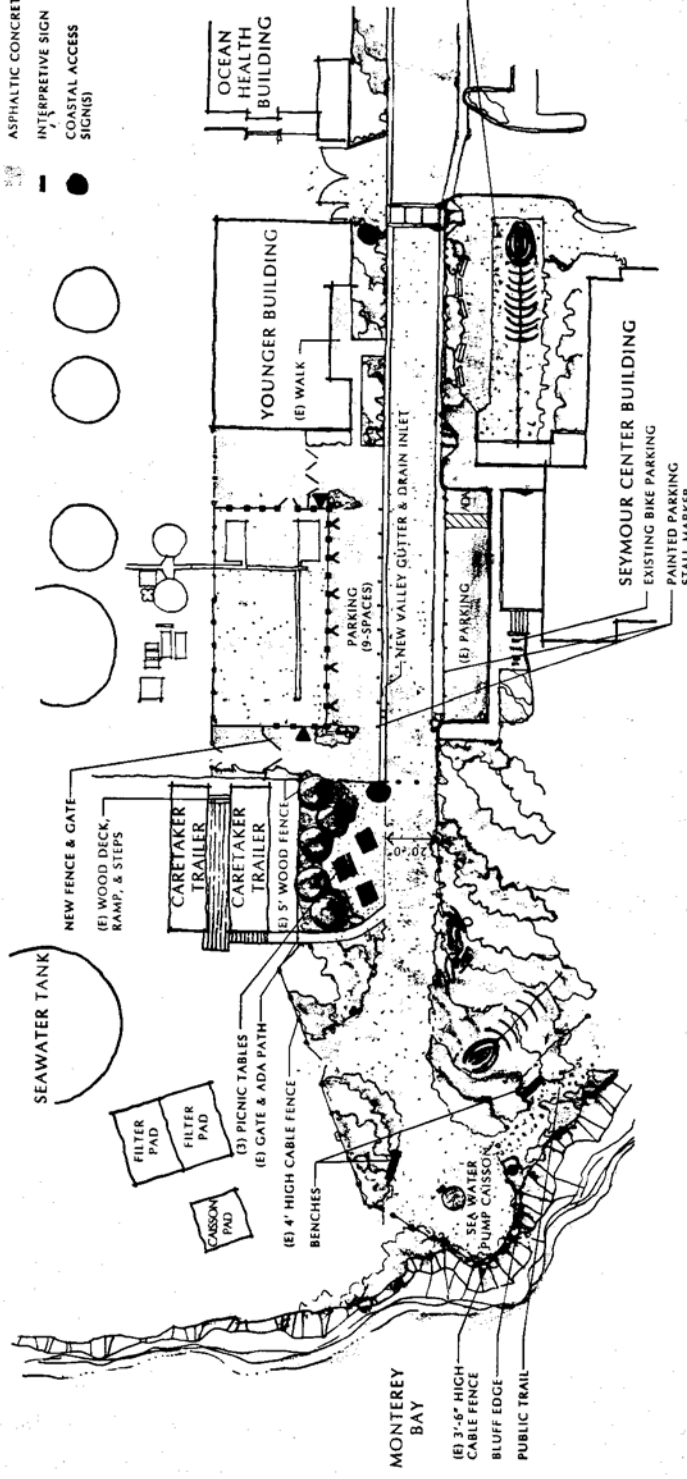 ASPHALTIC CONCRET
INTERPRETIVE SIGN
COASTAL ACCESS
SIGN(S)
OCEAN
HEALTH
BUILDING
YOUNGER BUILDING
(E) WALK
PARKING
(9-SPACES)
NEW VALLEY GUTTER & DRAIN INLET
(E) PARKING
ADA
SEYMOUR CENTER BUILDING
EXISTING BIKE PARKING
PAINTED PARKING
STALL MARKER
NEW FENCE & GATE
(E) WOOD DECK,
RAMP, & STEPS
CARETAKER
TRAILER
CARETAKER
TRAILER
(E) 5' WOOD FENCE
20'-0"
SEAWATER TANK
FILTER
PAD
FILTER
PAD
CAISSON
PAD
(3) PICNIC TABLES
(E) GATE & ADA PATH
(E) 4' HIGH CABLE FENCE
BENCHES
SEA WATER
PUMP CAISSON
MONTEREY
BAY
(E) 3'-6" HIGH
CABLE FENCE
BLUFF EDGE
PUBLIC TRAIL